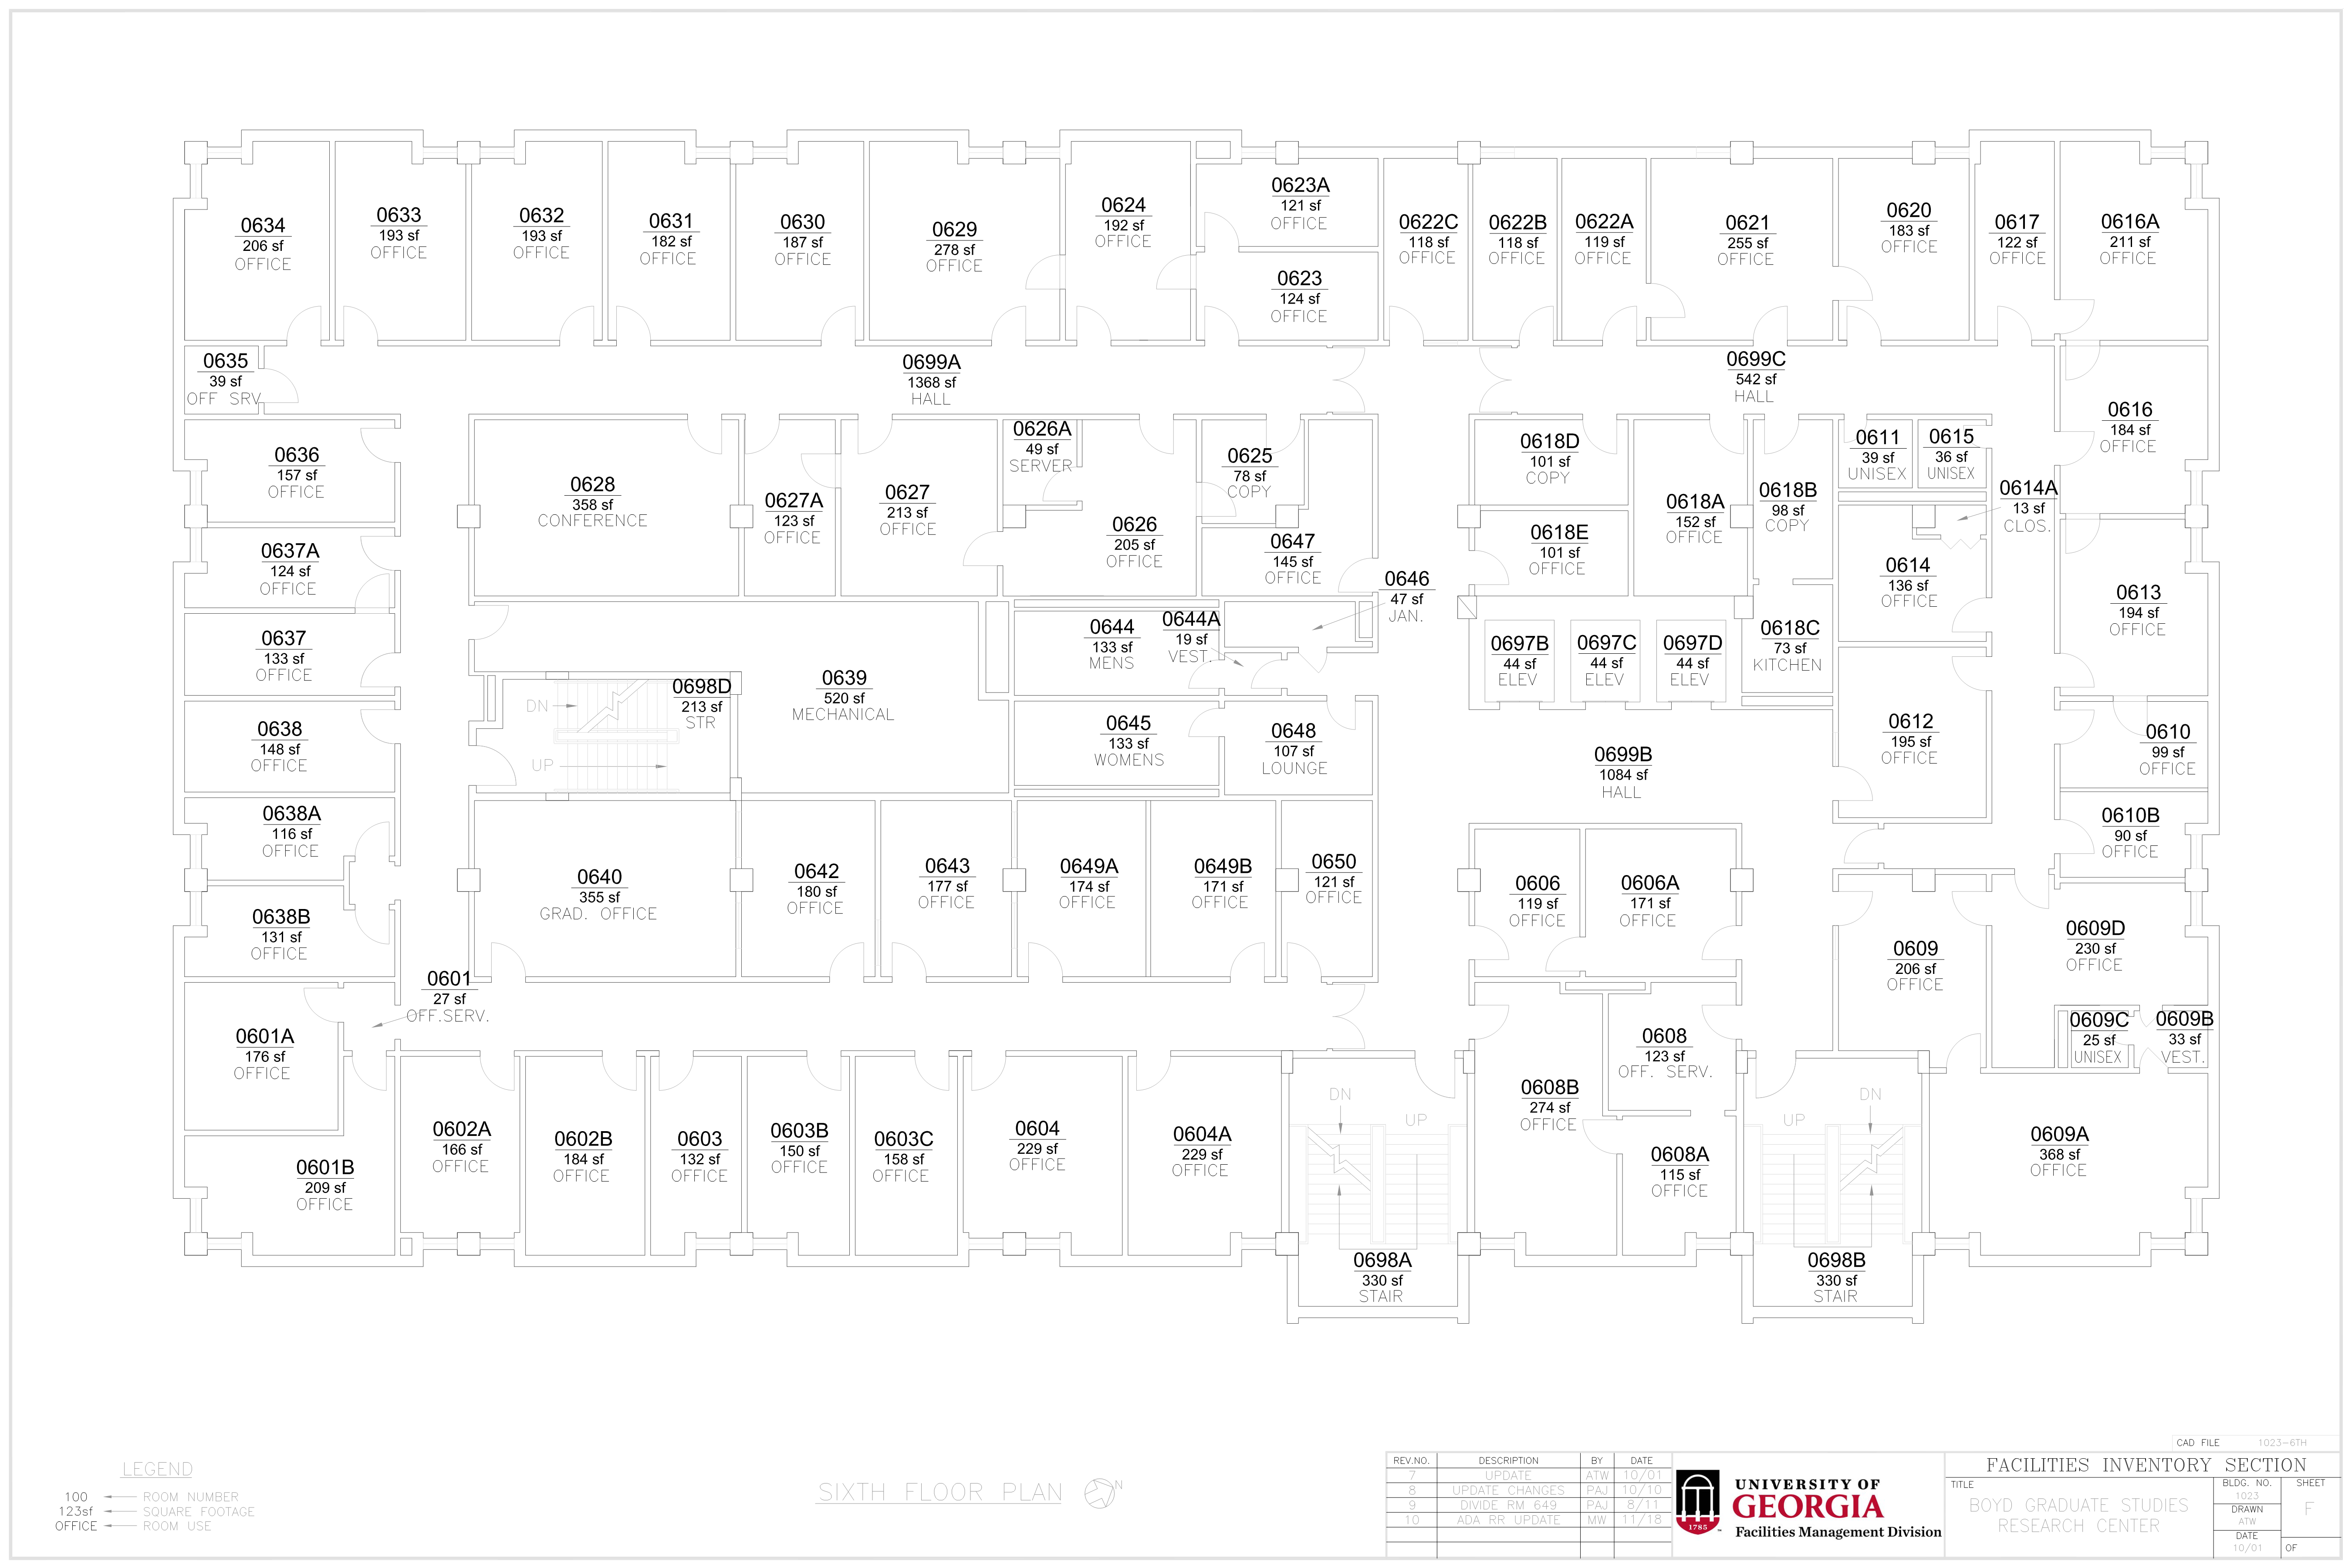 0634
206 sf
OFFICE
0633
193 sf
OFFICE
0632
193 sf
OFFICE
0631
182 sf
OFFICE
0630
187 sf
OFFICE
0629
278 sf
OFFICE
0624
192 sf
OFFICE
0623A
121 sf
OFFICE
0623
124 sf
OFFICE
0622C
118 sf
OFFICE
0622B
118 sf
OFFICE
0622A
119 sf
OFFICE
0621
255 sf
OFFICE
0620
183 sf
OFFICE
0617
122 sf
OFFICE
0616A
211 sf
OFFICE
0635
39 sf
OFF SRV
0699A
1368 sf
HALL
0699C
542 sf
HALL
0636
157 sf
OFFICE
0628
358 sf
CONFERENCE
0627A
123 sf
OFFICE
0627
213 sf
OFFICE
0626A
49 sf
SERVER
0626
205 sf
OFFICE
0625
78 sf
COPY
0647
145 sf
OFFICE
0646
47 sf
JAN.
0618D
101 sf
COPY
0618E
101 sf
OFFICE
0618A
152 sf
OFFICE
0618B
98 sf
COPY
0611
39 sf
UNISEX
0615
36 sf
UNISEX
0614A
13 sf
CLOS.
0616
184 sf
OFFICE
0637A
124 sf
OFFICE
0614
136 sf
OFFICE
0613
194 sf
OFFICE
0637
133 sf
OFFICE
0644
133 sf
MENS
0644A
19 sf
VEST.
0697B
44 sf
ELEV
0697C
44 sf
ELEV
0697D
44 sf
ELEV
0618C
73 sf
KITCHEN
0698D
213 sf
STR
DN
UP
0639
520 sf
MECHANICAL
0638
148 sf
OFFICE
0645
133 sf
WOMENS
0648
107 sf
LOUNGE
0699B
1084 sf
HALL
0612
195 sf
OFFICE
0610
99 sf
OFFICE
0638A
116 sf
OFFICE
0610B
90 sf
OFFICE
0640
355 sf
GRAD. OFFICE
0642
180 sf
OFFICE
0643
177 sf
OFFICE
0649A
174 sf
OFFICE
0649B
171 sf
OFFICE
0650
121 sf
OFFICE
0606
119 sf
OFFICE
0606A
171 sf
OFFICE
0638B
131 sf
OFFICE
0609
206 sf
OFFICE
0609D
230 sf
OFFICE
0601
27 sf
OFF.SERV.
0601A
176 sf
OFFICE
0608
123 sf
OFF. SERV.
0609C
25 sf
UNISEX
0609B
33 sf
VEST.
0608B
274 sf
OFFICE
DN
UP
UP
DN
0601B
209 sf
OFFICE
0602A
166 sf
OFFICE
0602B
184 sf
OFFICE
0603
132 sf
OFFICE
0603B
150 sf
OFFICE
0603C
158 sf
OFFICE
0604
229 sf
OFFICE
0604A
229 sf
OFFICE
0608A
115 sf
OFFICE
0609A
368 sf
OFFICE
0698A
330 sf
STAIR
0698B
330 sf
STAIR
LEGEND
100 ROOM NUMBER
123sf SQUARE FOOTAGE
OFFICE ROOM USE
SIXTH FLOOR PLAN N
REV.NO. DESCRIPTION BY DATE
7 UPDATE ATW 10/01
8 UPDATE CHANGES PAJ 10/10
9 DIVIDE RM 649 PAJ 8/11
10 ADA RR UPDATE MW 11/18
1785
UNIVERSITY OF
GEORGIA
Facilities Management Division
CAD FILE 1023-6TH
FACILITIES INVENTORY SECTION
TITLE
BOYD GRADUATE STUDIES
RESEARCH CENTER
BLDG. NO.
1023
DRAWN
ATW
DATE
10/01
SHEET
F
OF